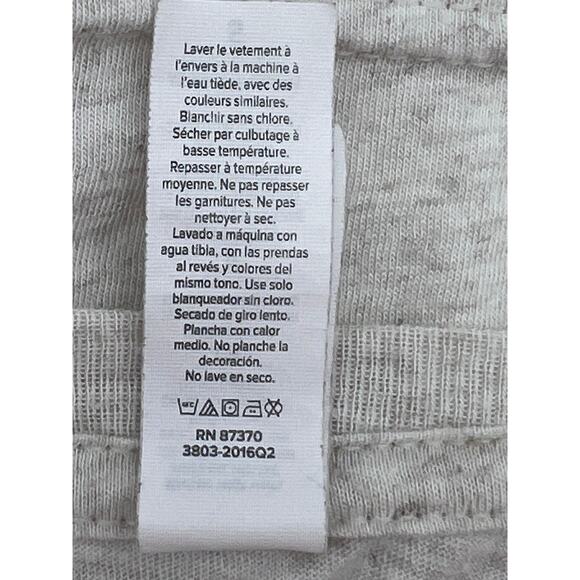 Laver le vetement à
l'envers à la machine à
l'eau tiède, avec des
couleurs similaires.
Blanchir sans chlore.
Sécher par culbutage à
basse température.
Repasser à température
moyenne. Ne pas repasser
les garnitures. Ne pas
nettoyer à sec.
Lavado a máquina con
agua tibia, con las prendas
al revés y colores del
mismo tono. Use solo
blanqueador sin cloro.
Secado de giro lento.
Plancha con calor
medio. No planche la
decoración.
No lave en seco.
RN 87370
3803-2016Q2